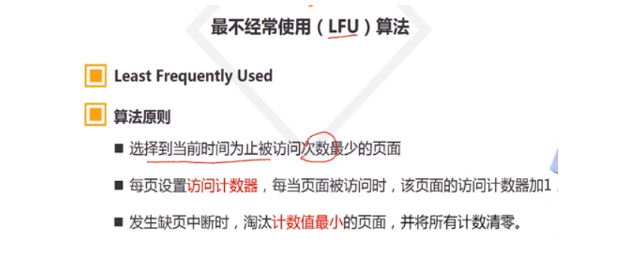 最不经常使用（LFU）算法
Least Frequently Used
算法原则
选择到当前时间为止被访问次数最少的页面
每页设置访问计数器，每当页面被访问时，该页面的访问计数器加1，
发生缺页中断时，淘汰计数值最小的页面，并将所有计数清零。